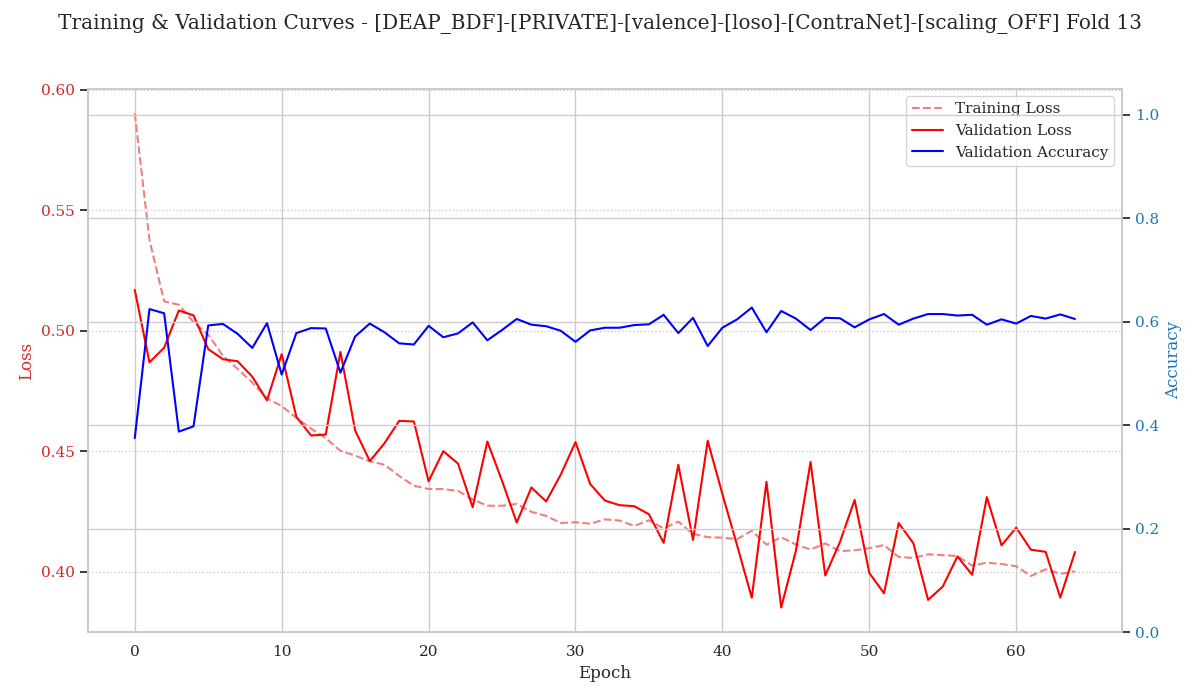 Training & Validation Curves - [DEAP_BDF]-[PRIVATE]-[valence]-[loso]-[ContraNet]-[scaling_OFF] Fold 13
Training Loss
Validation Loss
Validation Accuracy
0.60
0.55
0.50
0.45
0.40
Loss
1.0
0.8
0.6
0.4
0.2
0.0
Accuracy
0 10 20 30 40 50 60
Epoch